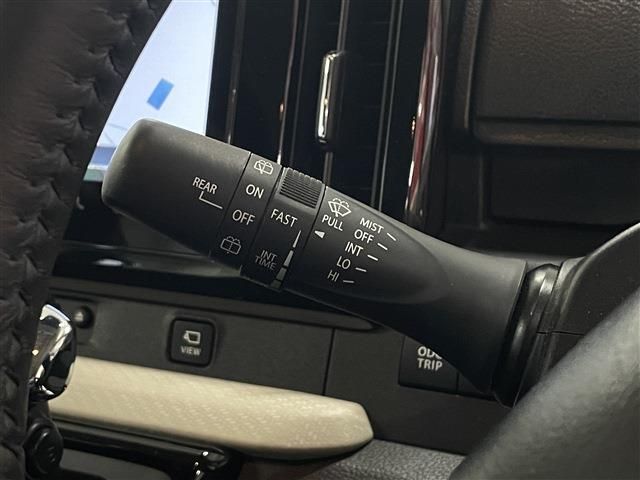 REAR
ON
OFF
FAST
INT
TIME
PULL
MIST
OFF
INT
LO
HI
VIEW
ODO
TRIP